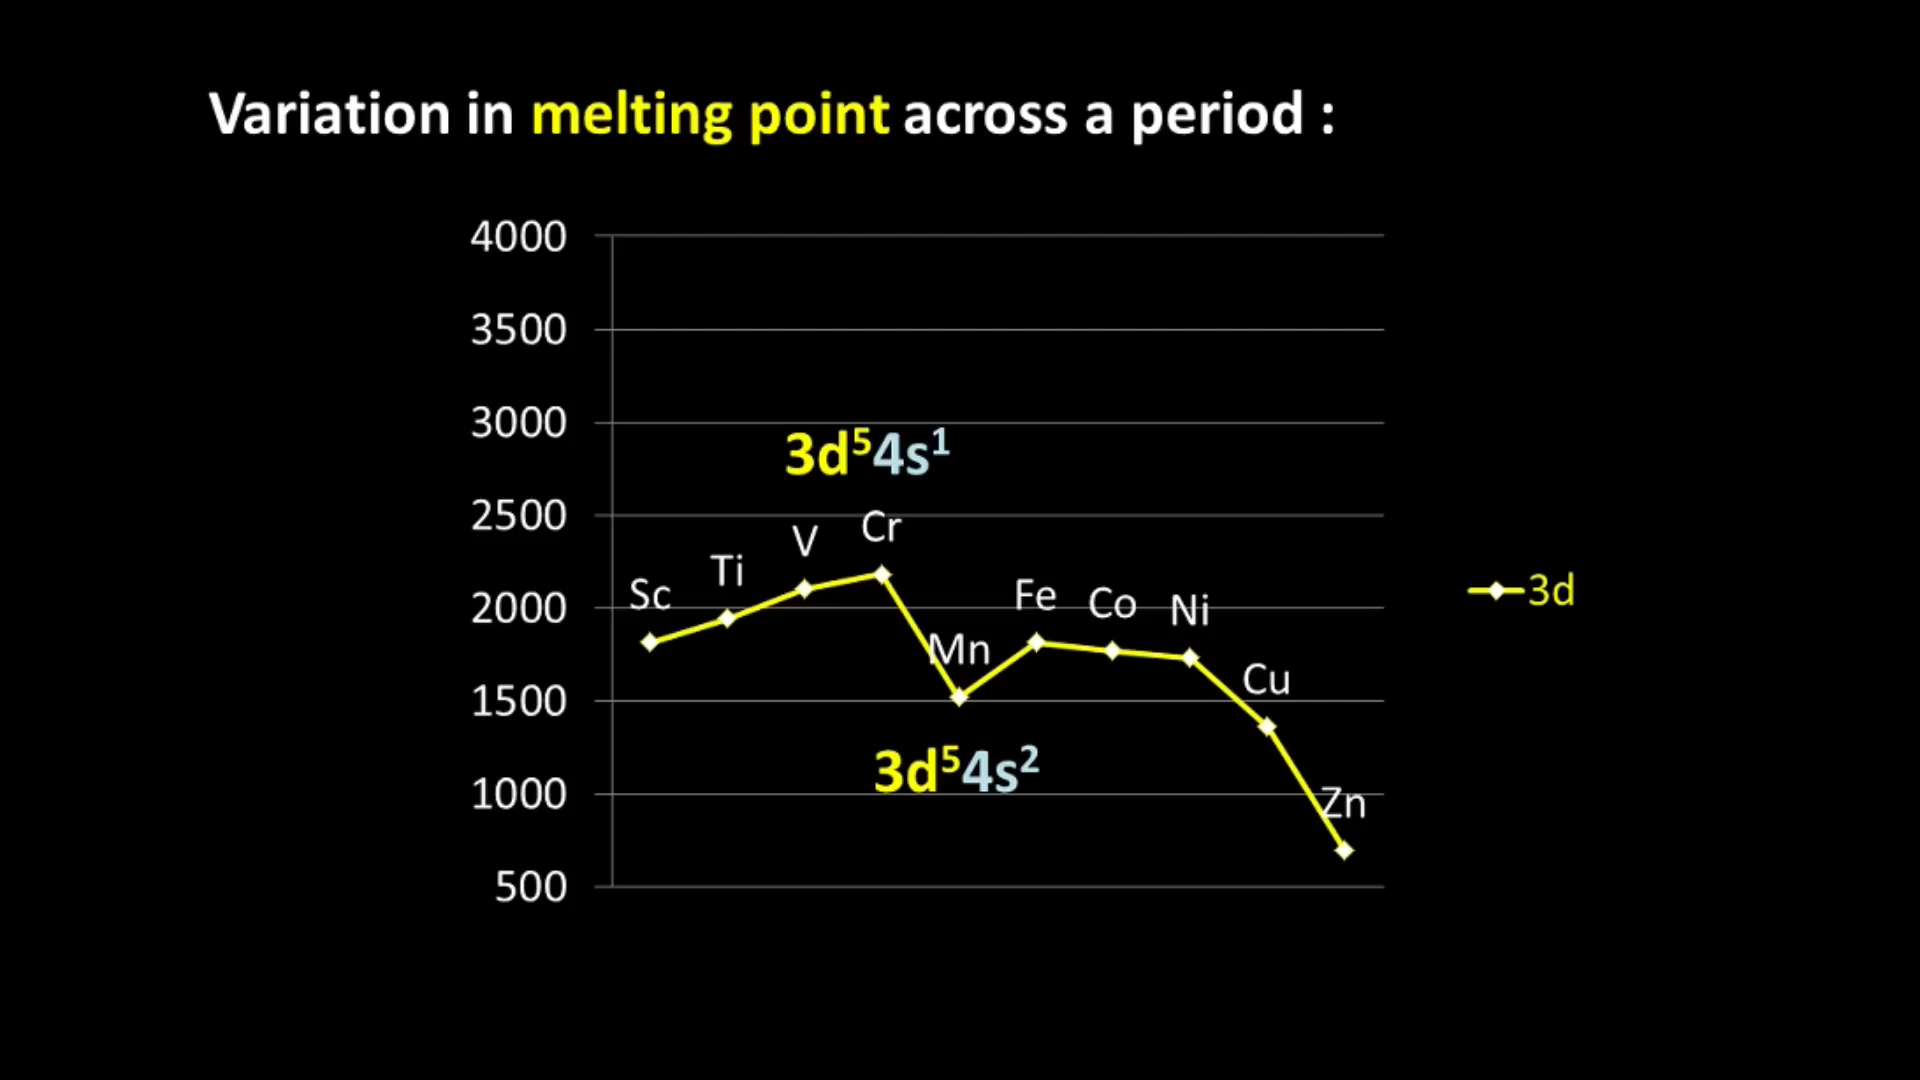 Variation in melting point across a period :
4000
3500
3000
3d⁵4s¹
2500
Cr
V
Ti
Sc
Fe
Co
Ni
2000
3d
Mn
Cu
1500
3d⁵4s²
1000
Zn
500